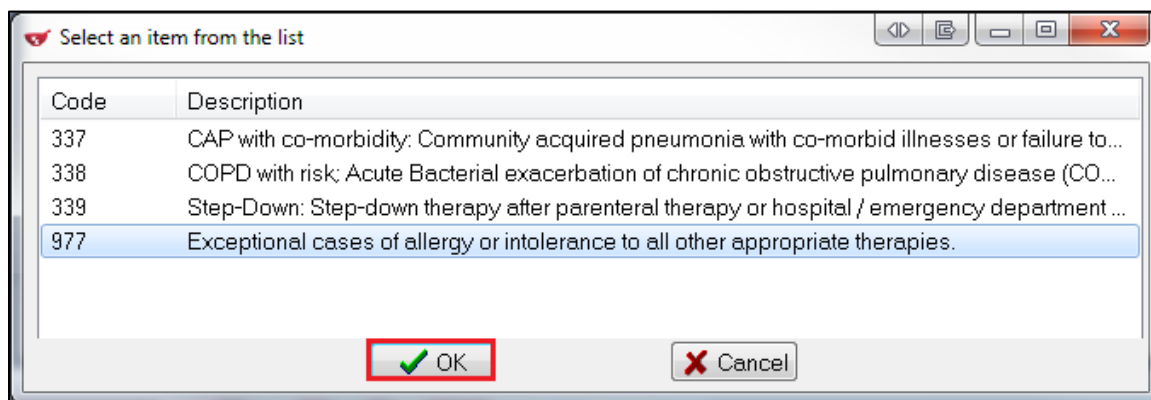 Select an item from the list
Code Description
337 CAP with co-morbidity: Community acquired pneumonia with co-morbid illnesses or failure to...
338 COPD with risk; Acute Bacterial exacerbation of chronic obstructive pulmonary disease (CO...
339 Step-Down: Step-down therapy after parenteral therapy or hospital / emergency department ...
977 Exceptional cases of allergy or intolerance to all other appropriate therapies.
OK Cancel